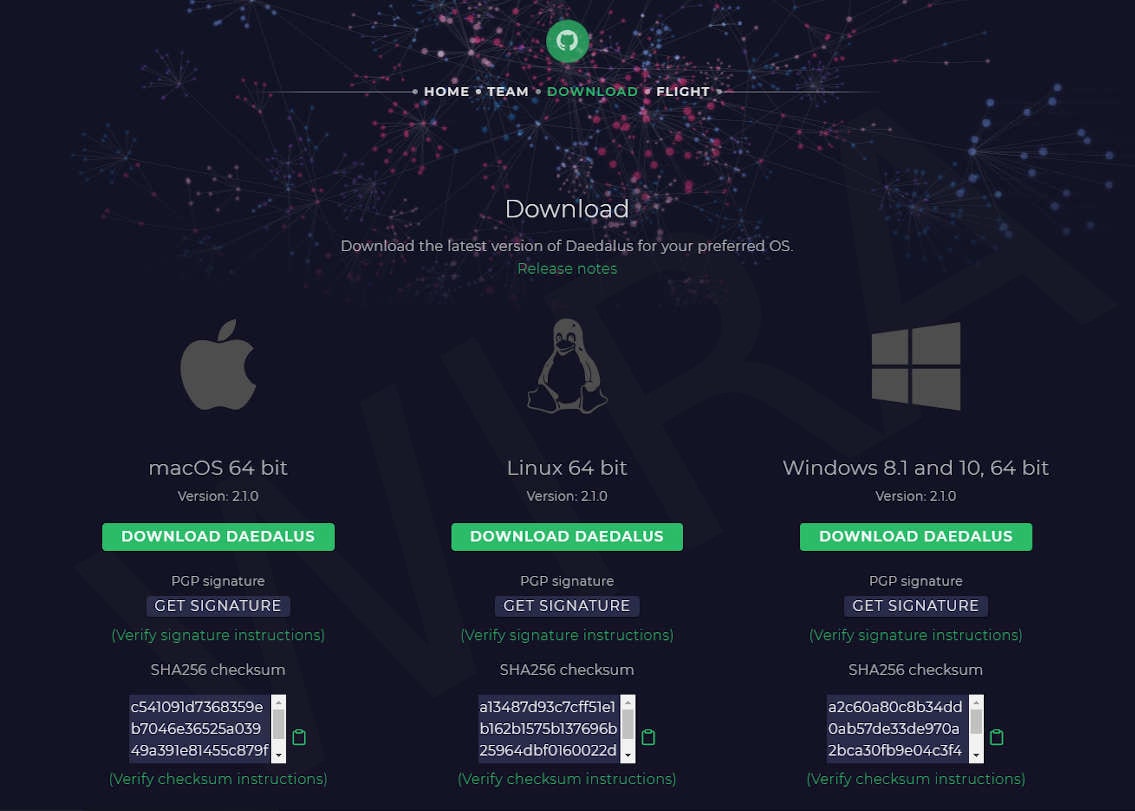 HOME TEAM DOWNLOAD FLIGHT
Download
Download the latest version of Daedalus for your preferred OS.
Release notes
macOS 64 bit
Version: 2.1.0
DOWNLOAD DAEDALUS
PGP signature
GET SIGNATURE
(Verify signature instructions)
SHA256 checksum
c541091d7368359e
b7046e36525a039
49a391e81455c879f
(Verify checksum instructions)
Linux 64 bit
Version: 2.1.0
DOWNLOAD DAEDALUS
PGP signature
GET SIGNATURE
(Verify signature instructions)
SHA256 checksum
a13487d93c7cff51e1
b162b1575b137696b
25964dbf0160022d
(Verify checksum instructions)
Windows 8.1 and 10, 64 bit
Version: 2.1.0
DOWNLOAD DAEDALUS
PGP signature
GET SIGNATURE
(Verify signature instructions)
SHA256 checksum
a2c60a80c8b34dd
0ab57de33de970a
2bca30fb9e04c3f4
(Verify checksum instructions)
WIRA